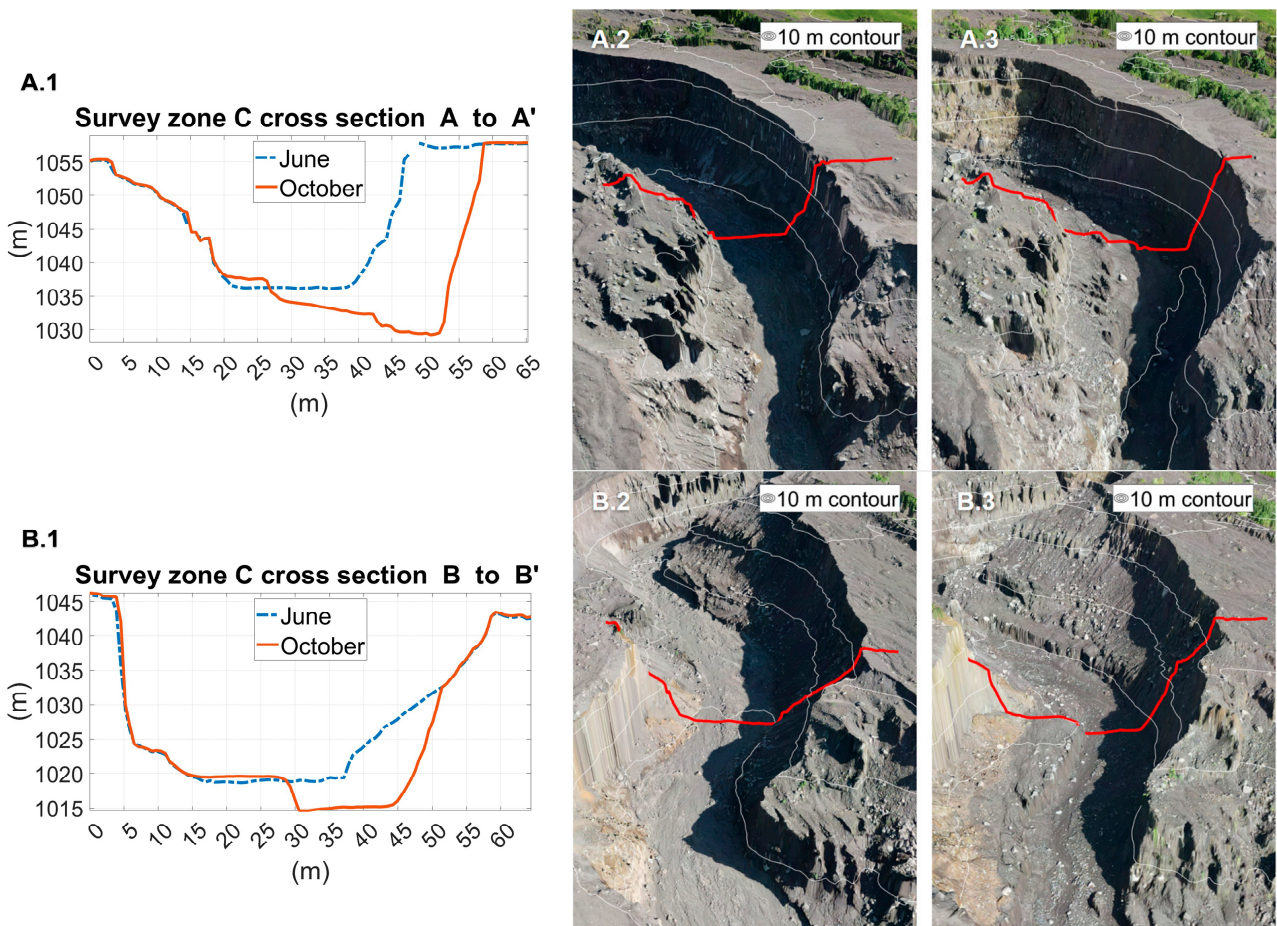 A.1
Survey zone C cross section A to A'
June
October
1055
1050
1045
1040
1035
1030
(m)
0 5 10 15 20 25 30 35 40 45 50 55 60 65
(m)
A.2
10 m contour
A.3
10 m contour
B.1
Survey zone C cross section B to B'
June
October
1045
1040
1035
1030
1025
1020
1015
(m)
0 5 10 15 20 25 30 35 40 45 50 55 60
(m)
B.2
10 m contour
B.3
10 m contour